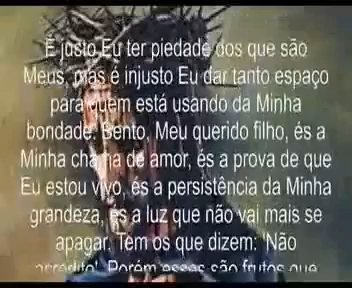 É justo Eu ter piedade dos que são
Meus, mas é injusto Eu dar tanto espaço
para quem está usando da Minha
bondade. Bento, Meu querido filho, és a
Minha chama de amor, és a prova de que
Eu estou vivo, és a persistência da Minha
grandeza, és a luz que não vai mais se
apagar. Tem os que dizem: 'Não
acredito'. Porém esses são frutos que